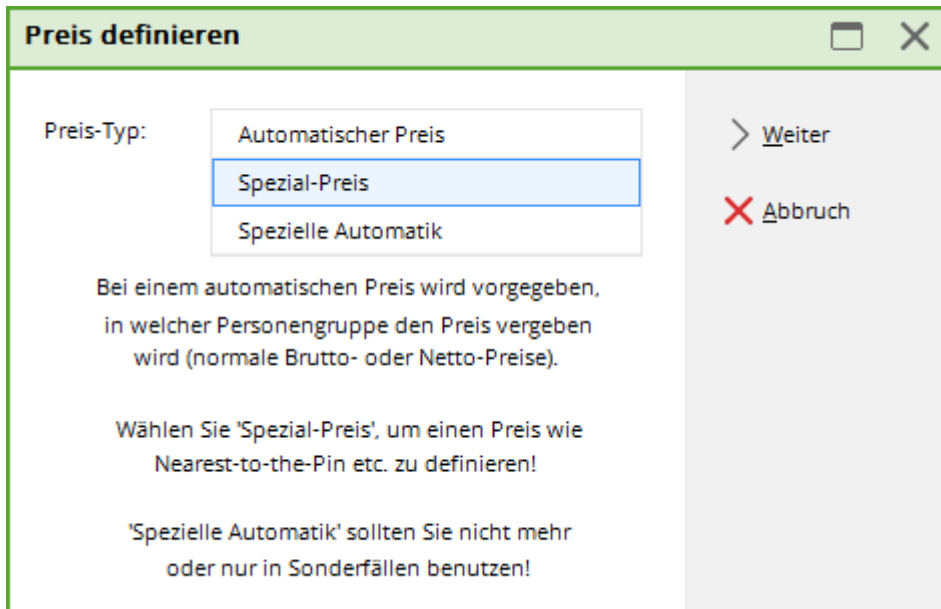 Preis definieren
Preis-Typ:
Automatischer Preis
Spezial-Preis
Spezielle Automatik
Weiter
Abbruch
Bei einem automatischen Preis wird vorgegeben,
in welcher Personengruppe den Preis vergeben
wird (normale Brutto- oder Netto-Preise).
Wählen Sie 'Spezial-Preis', um einen Preis wie
Nearest-to-the-Pin etc. zu definieren!
'Spezielle Automatik' sollten Sie nicht mehr
oder nur in Sonderfällen benutzen!